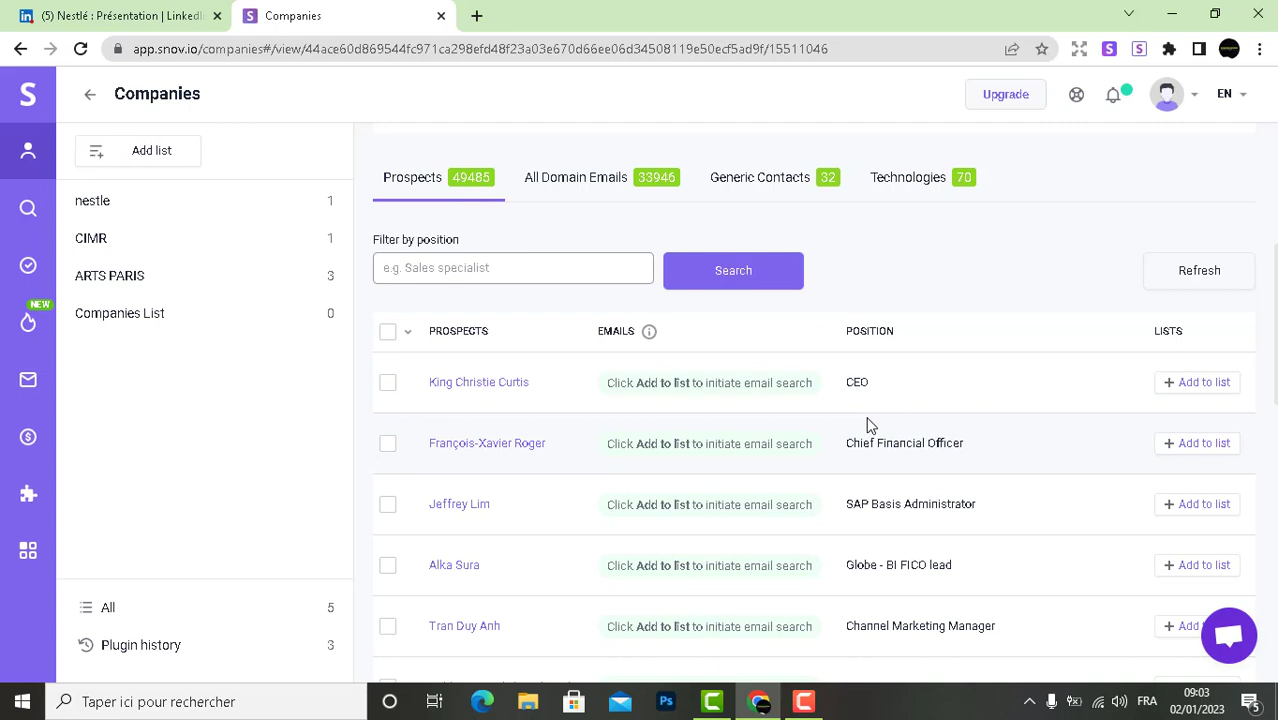 (5) Nestlé : Présentation | LinkedI
Companies
app.snov.io/companies#/view/44ace60d869544fc971ca298efd48f23a03e670d66ee06d34508119e50ecf5ad9f/15511046
S
Companies
Upgrade
EN
Add list
nestle 1
CIMR 1
ARTS PARIS 3
Companies List 0
NEW
All 5
Plugin history 3
Prospects 49485
All Domain Emails 33946
Generic Contacts 32
Technologies 70
Filter by position
e.g. Sales specialist
Search
Refresh
PROSPECTS EMAILS POSITION LISTS
King Christie Curtis Click Add to list to initiate email search CEO + Add to list
François-Xavier Roger Click Add to list to initiate email search Chief Financial Officer + Add to list
Jeffrey Lim Click Add to list to initiate email search SAP Basis Administrator + Add to list
Alka Sura Click Add to list to initiate email search Globe - BI FICO lead + Add to list
Tran Duy Anh Click Add to list to initiate email search Channel Marketing Manager + Add
Taper ici pour rechercher
Ps
FRA
09:03
02/01/2023
5